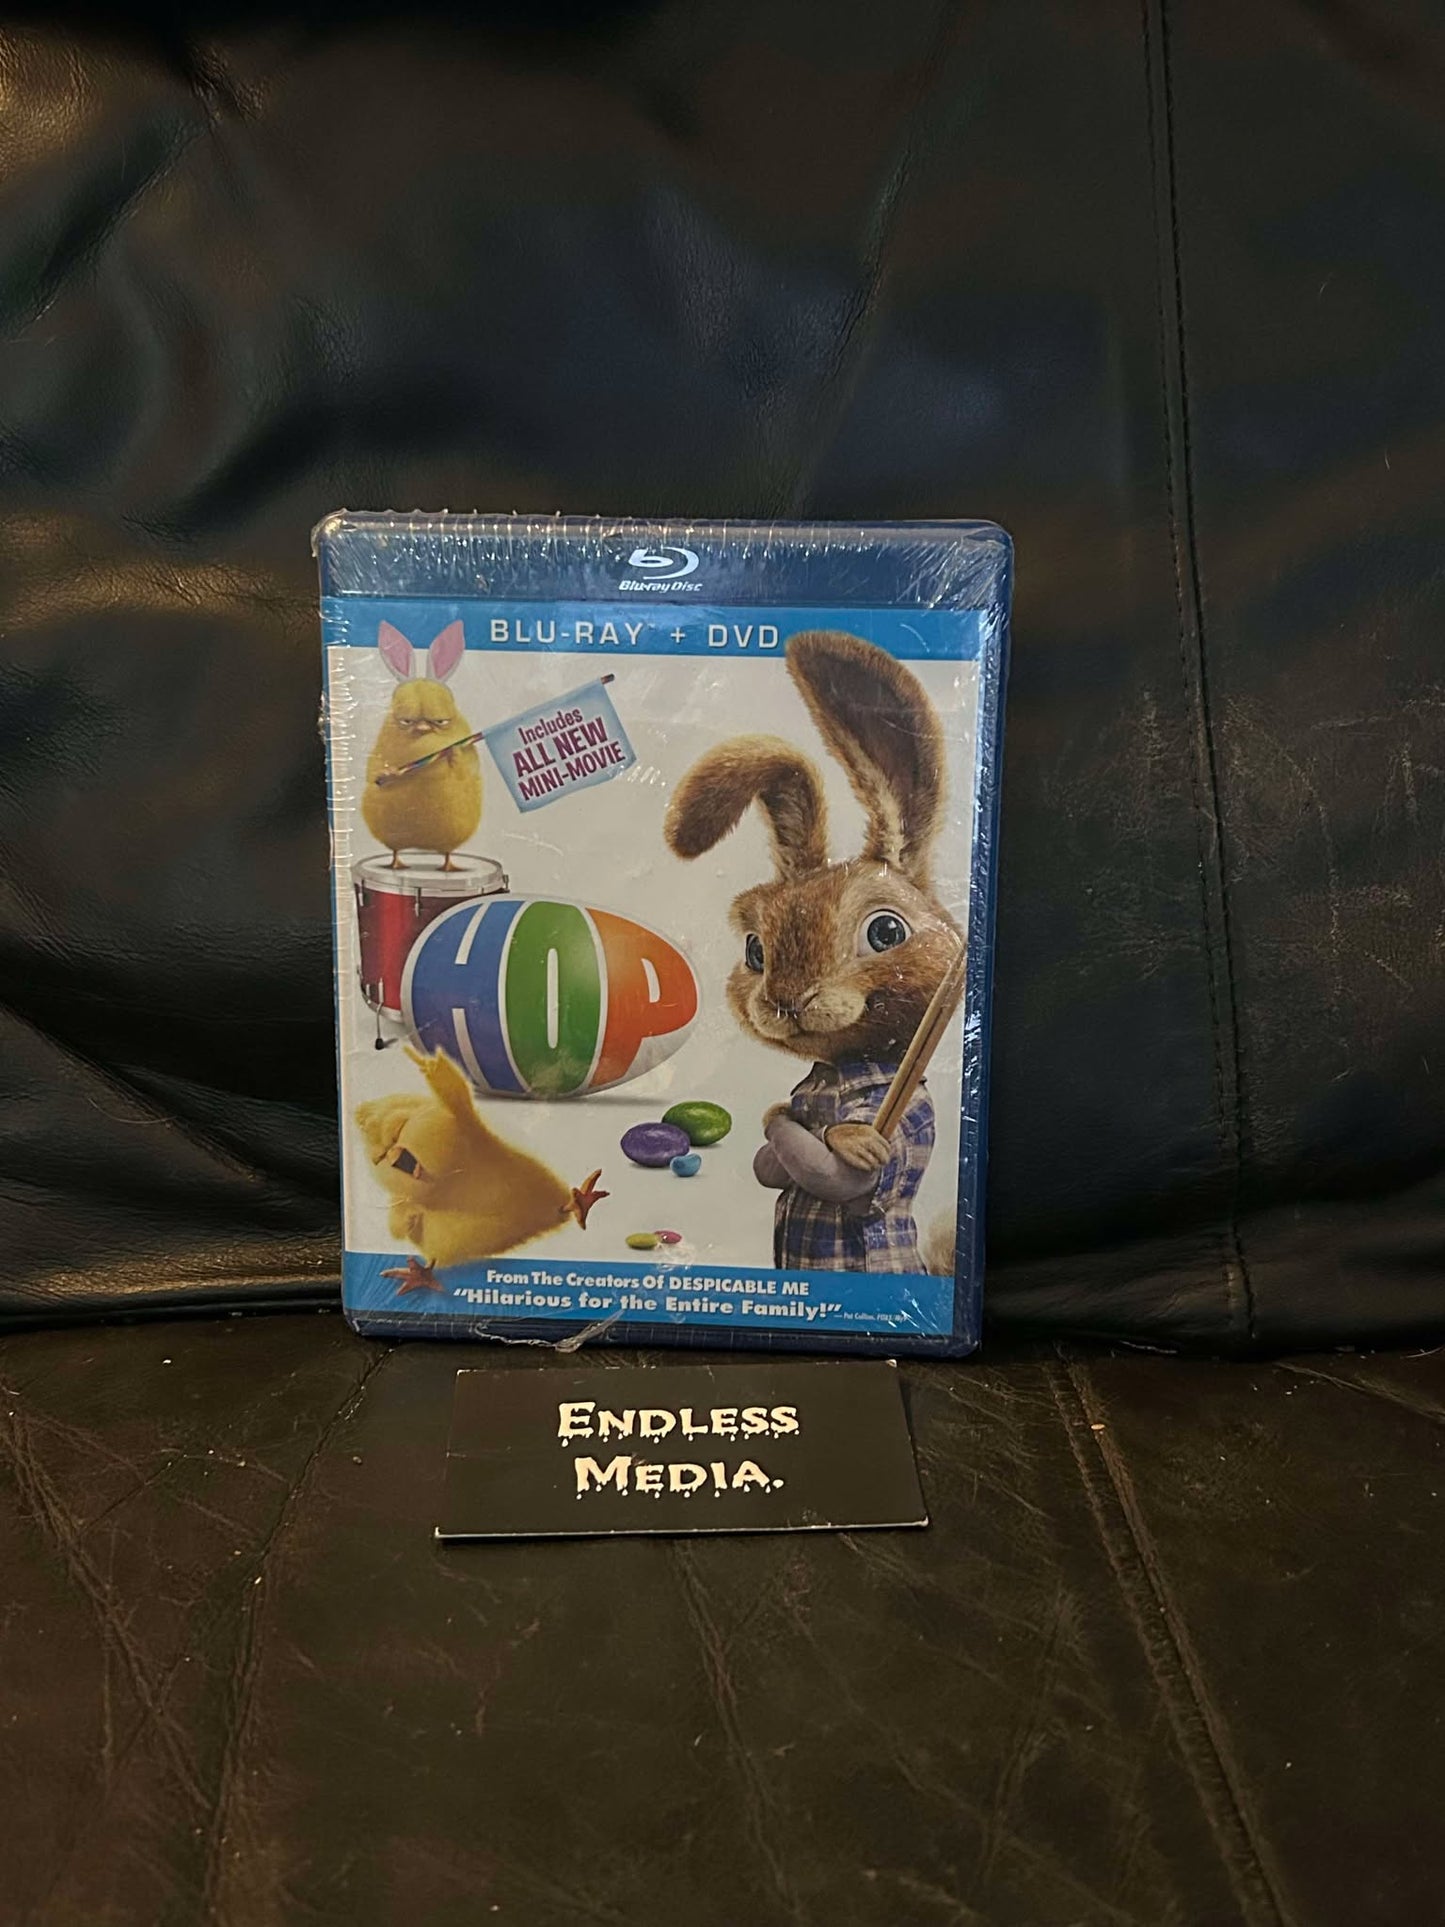 Blu-ray Disc
BLU-RAY™ + DVD
Includes
ALL NEW
MINI-MOVIE
HOP
From The Creators Of DESPICABLE ME
"Hilarious for the Entire Family!"
ENDLESS
MEDIA.